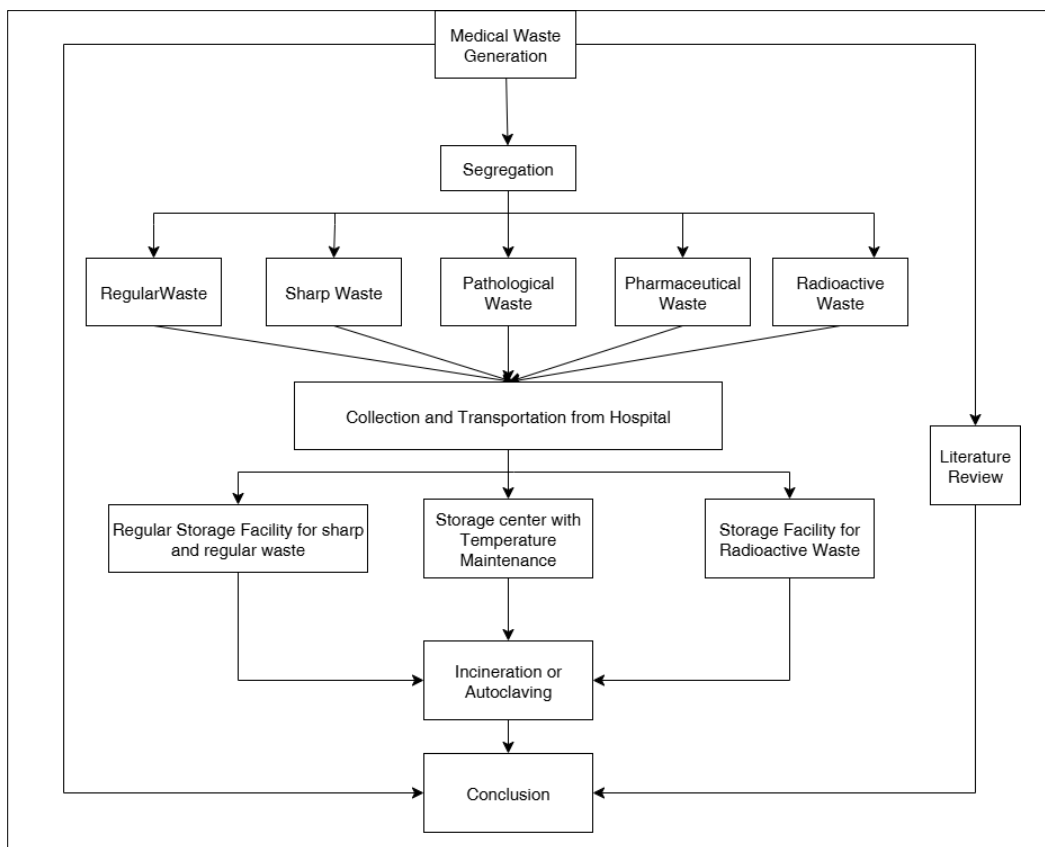 Medical Waste
Generation
Segregation
RegularWaste
Sharp Waste
Pathological
Waste
Pharmaceutical
Waste
Radioactive
Waste
Collection and Transportation from Hospital
Literature
Review
Regular Storage Facility for sharp
and regular waste
Storage center with
Temperature
Maintenance
Storage Facility for
Radioactive Waste
Incineration or
Autoclaving
Conclusion